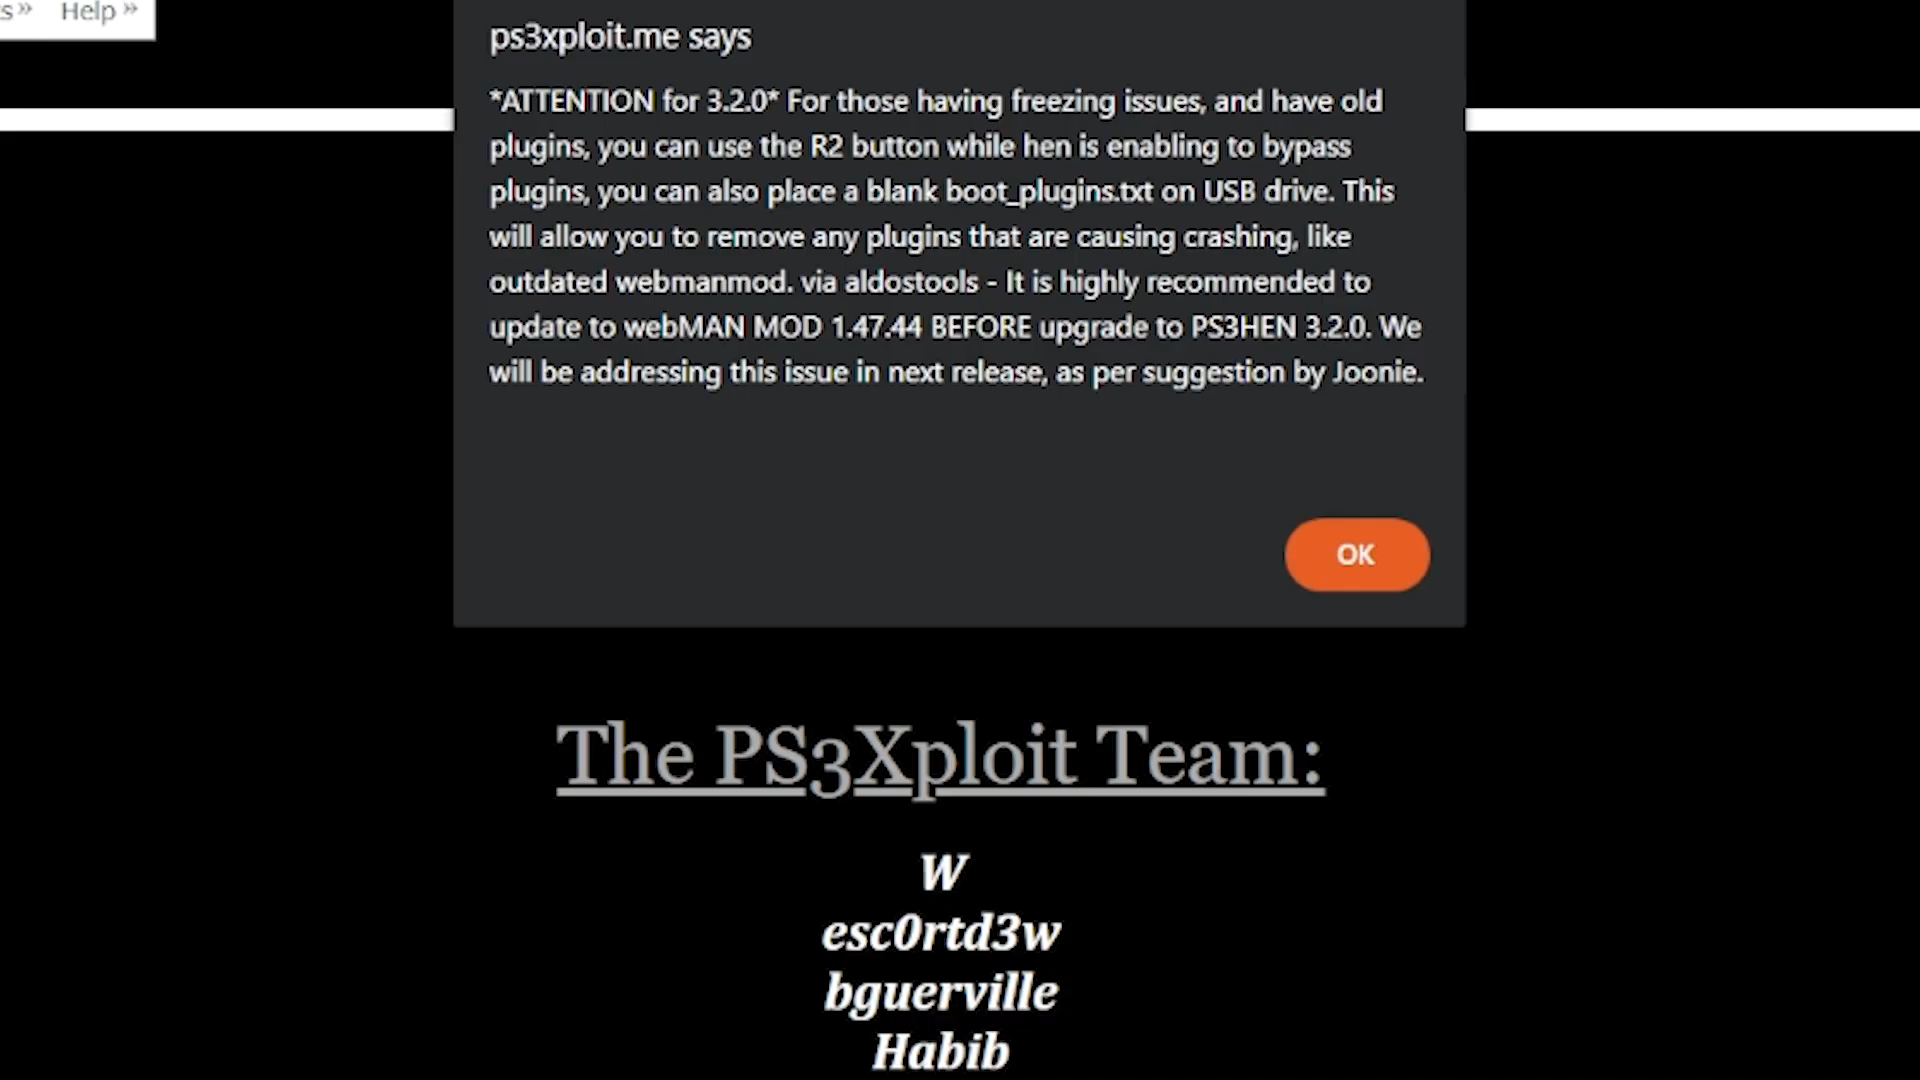 s »  Help »
ps3xploit.me says
*ATTENTION for 3.2.0* For those having freezing issues, and have old
plugins, you can use the R2 button while hen is enabling to bypass
plugins, you can also place a blank boot_plugins.txt on USB drive. This
will allow you to remove any plugins that are causing crashing, like
outdated webmanmod. via aldostools - It is highly recommended to
update to webMAN MOD 1.47.44 BEFORE upgrade to PS3HEN 3.2.0. We
will be addressing this issue in next release, as per suggestion by Joonie.
OK
The PS3Xploit Team:
W
esc0rtd3w
bguerville
Habib